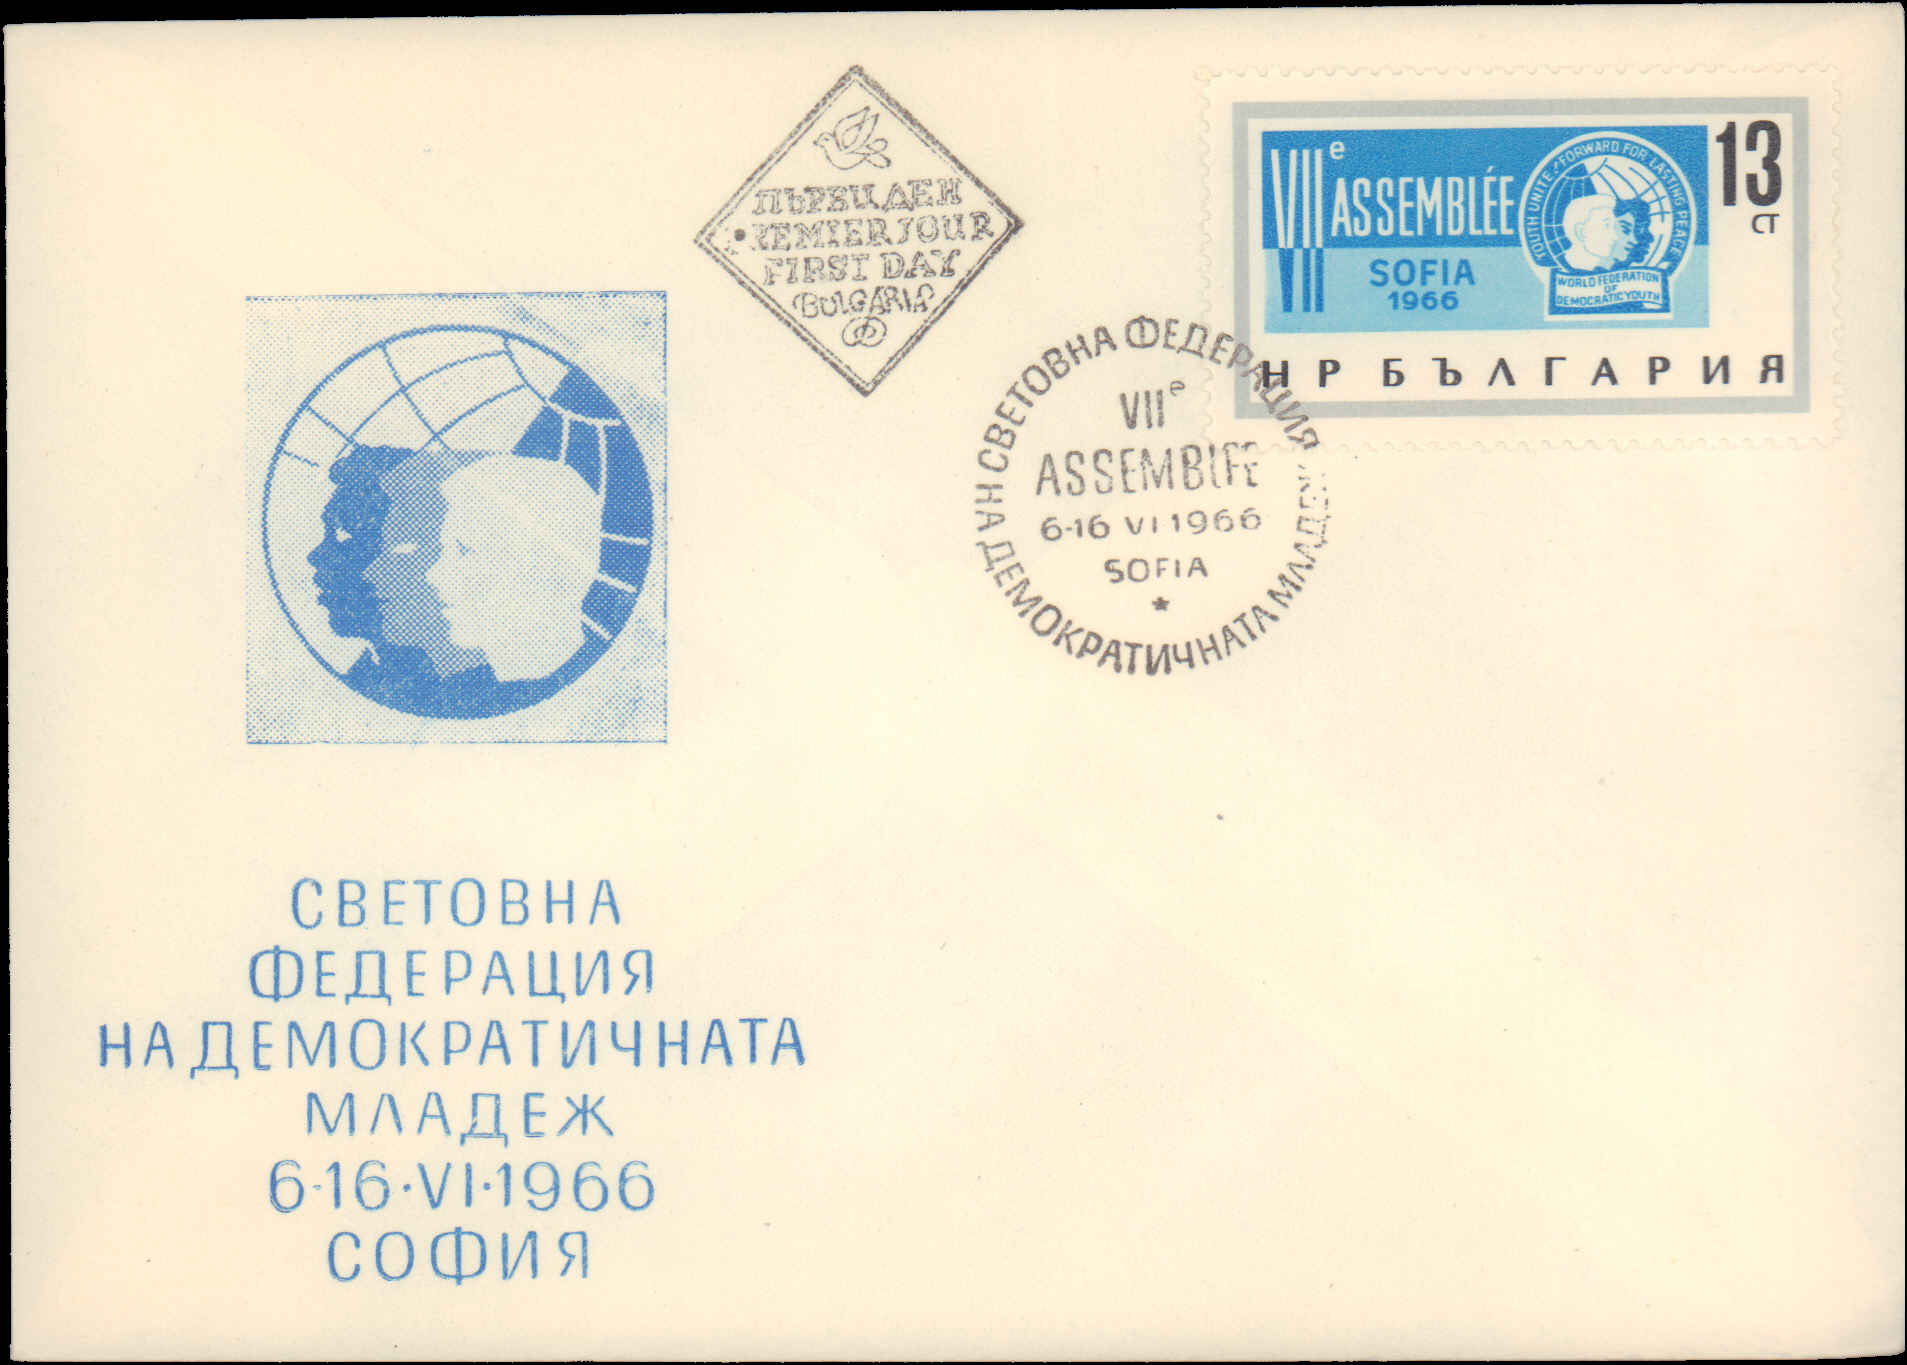 ПЪРВИ ДЕН
PREMIER JOUR
FIRST DAY
BULGARIA
VIIe ASSEMBLÉE
SOFIA
1966
YOUTH UNITE! FORWARD FOR LASTING PEACE
WORLD FEDERATION
OF
DEMOCRATIC YOUTH
13
СТ
НР БЪЛГАРИЯ
СВЕТОВНА ФЕДЕРАЦИЯ
НА ДЕМОКРАТИЧНАТА МЛАДЕЖ
VIIe
ASSEMBLEE
6-16 VI 1966
SOFIA
СВЕТОВНА
ФЕДЕРАЦИЯ
НА ДЕМОКРАТИЧНАТА
МЛАДЕЖ
6-16·VI·1966
СОФИЯ